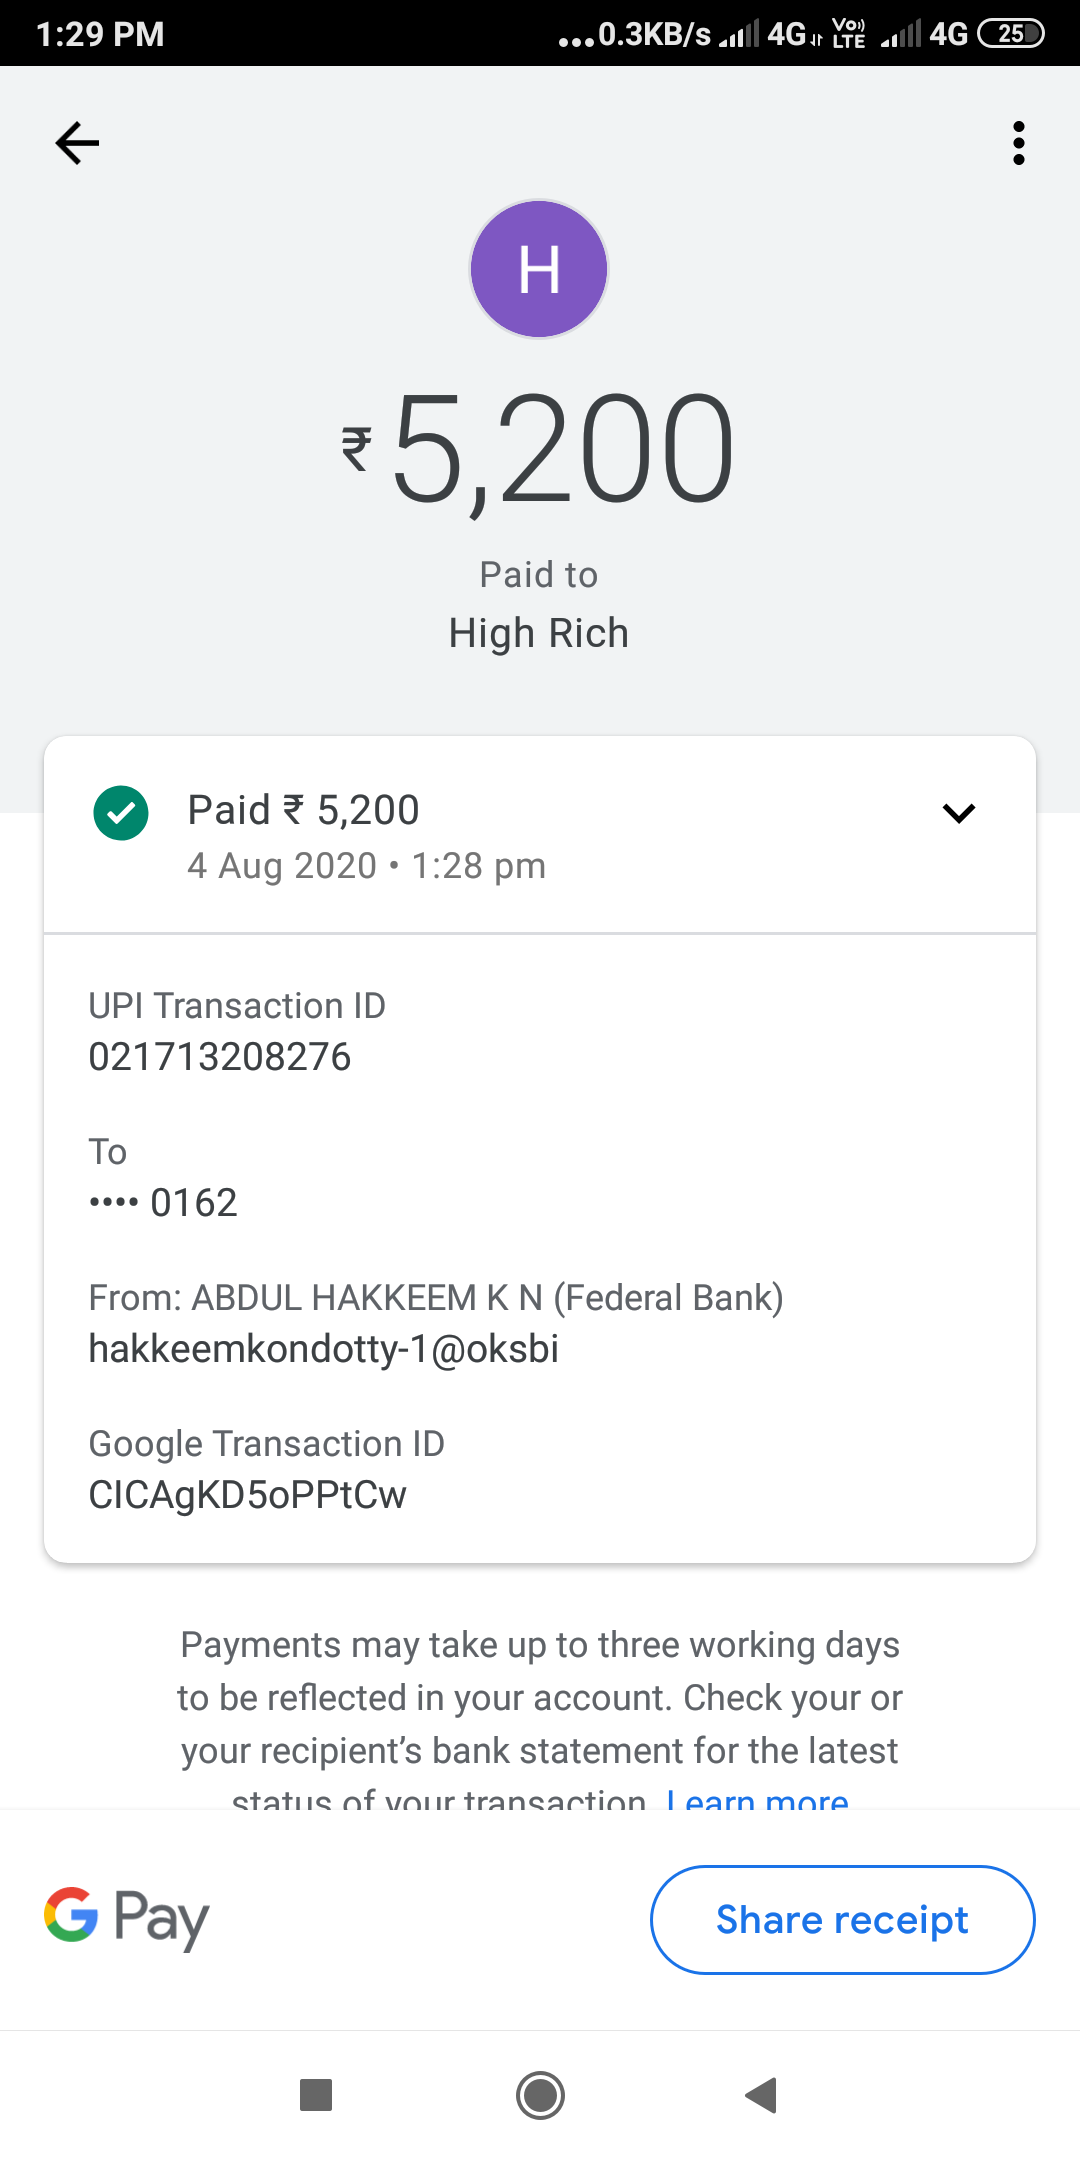 1:29 PM
...0.3KB/s 4G Vo)) LTE 4G 25
H
₹5,200
Paid to
High Rich
Paid ₹ 5,200
4 Aug 2020 • 1:28 pm
UPI Transaction ID
021713208276
To
•••• 0162
From: ABDUL HAKKEEM K N (Federal Bank)
hakkeemkondotty-1@oksbi
Google Transaction ID
CICAgKD5oPPtCw
Payments may take up to three working days
to be reflected in your account. Check your or
your recipient’s bank statement for the latest
status of your transaction. Learn more
G Pay
Share receipt